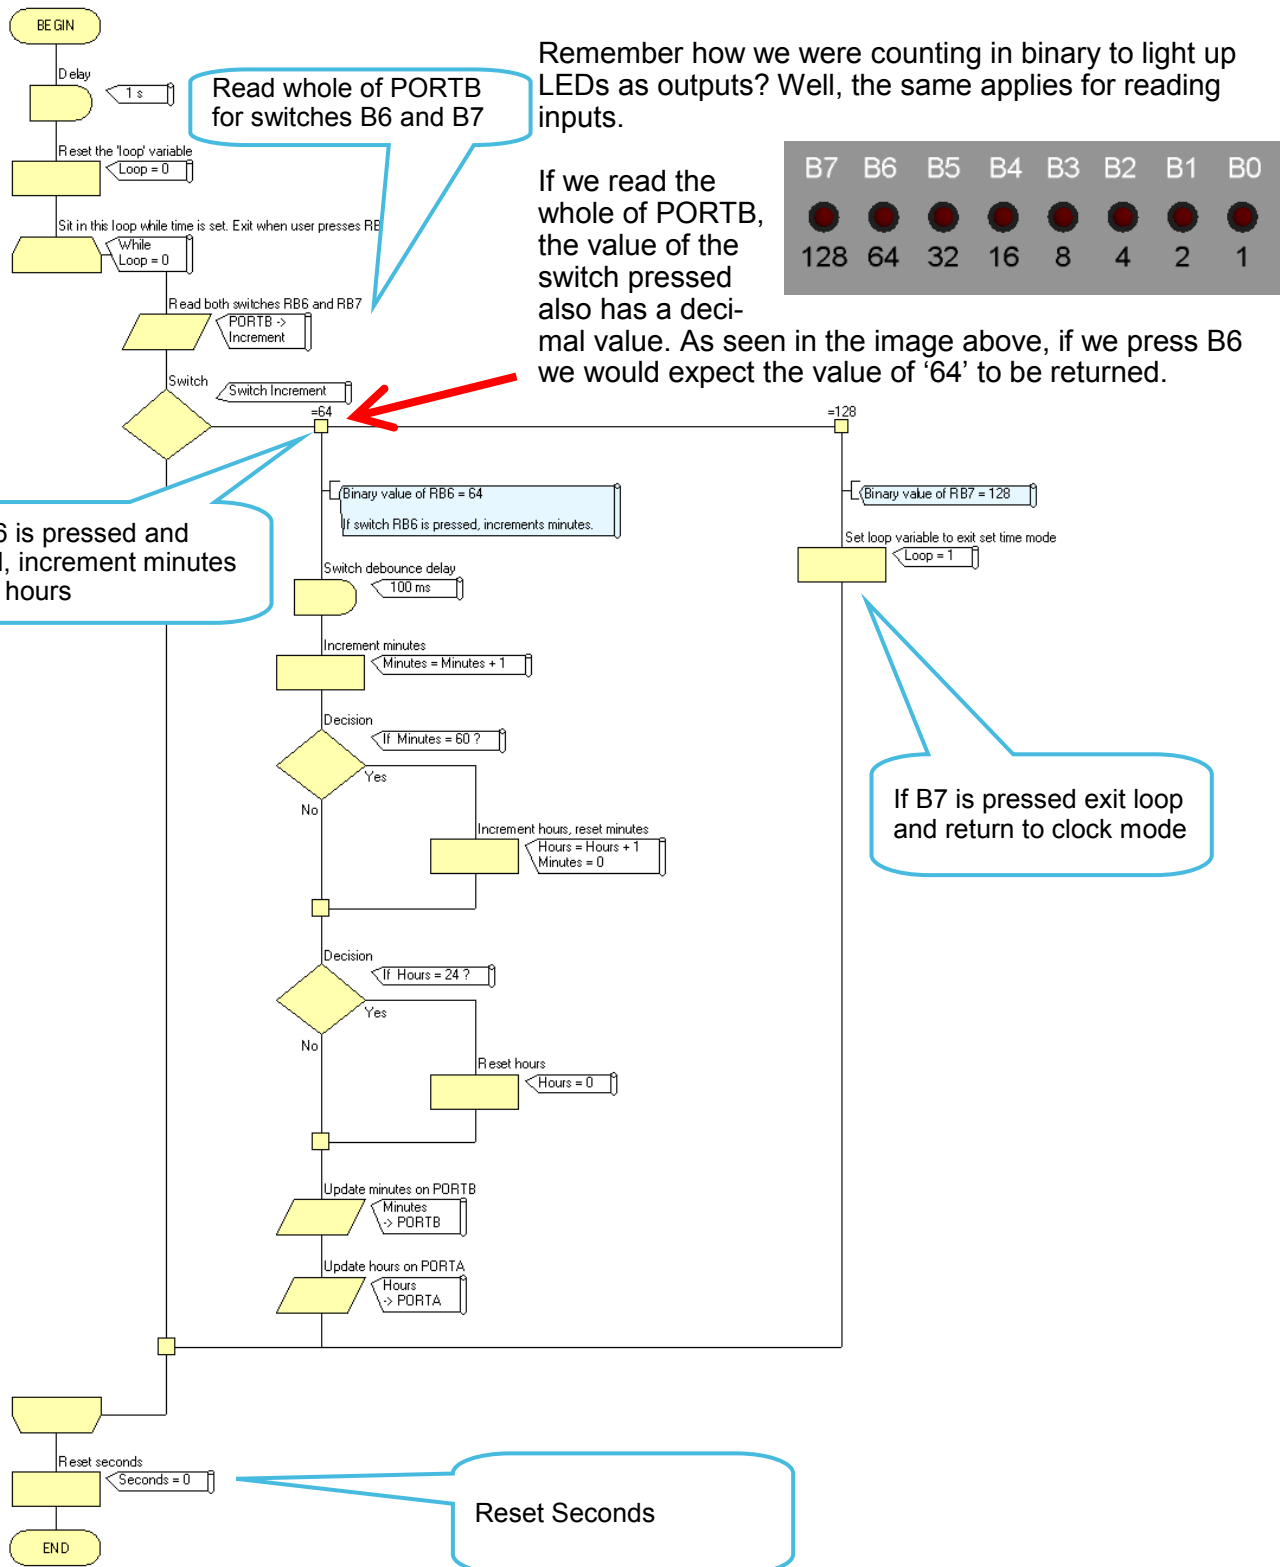 BEGIN
Delay
1 s
Reset the 'loop' variable
Loop = 0
Sit in this loop while time is set. Exit when user presses RB
While
Loop = 0
Read whole of PORTB
for switches B6 and B7
Remember how we were counting in binary to light up
LEDs as outputs? Well, the same applies for reading
inputs.
If we read the
whole of PORTB,
the value of the
switch pressed
also has a deci-
mal value. As seen in the image above, if we press B6
we would expect the value of ‘64’ to be returned.
B7 B6 B5 B4 B3 B2 B1 B0
128 64 32 16 8 4 2 1
Read both switches RB6 and RB7
PORTB ->
Increment
Switch
Switch Increment
=64
=128
Binary value of RB6 = 64
If switch RB6 is pressed, increments minutes.
Binary value of RB7 = 128
Set loop variable to exit set time mode
Loop = 1
6 is pressed and
, increment minutes
hours
Switch debounce delay
100 ms
Increment minutes
Minutes = Minutes + 1
Decision
If Minutes = 60 ?
Yes
No
Increment hours, reset minutes
Hours = Hours + 1
Minutes = 0
If B7 is pressed exit loop
and return to clock mode
Decision
If Hours = 24 ?
Yes
No
Reset hours
Hours = 0
Update minutes on PORTB
Minutes
-> PORTB
Update hours on PORTA
Hours
-> PORTA
Reset seconds
Seconds = 0
Reset Seconds
END